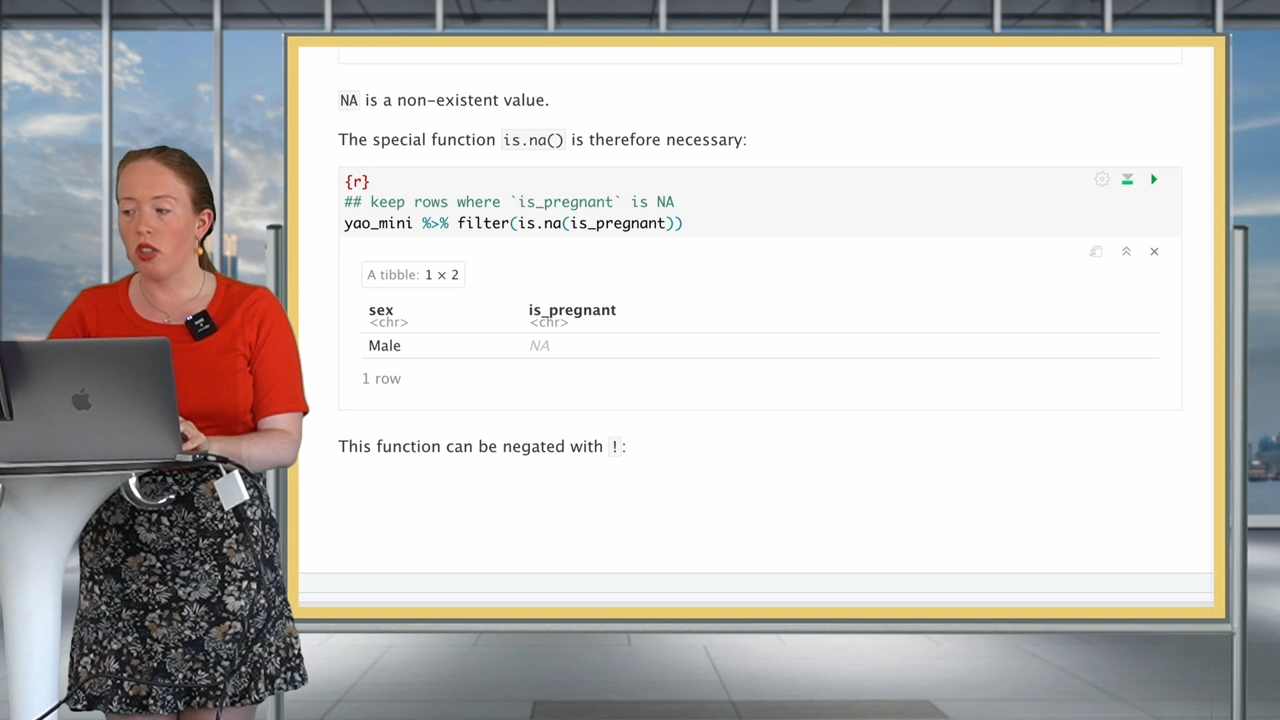 NA is a non-existent value.
The special function is.na() is therefore necessary:
{r}
## keep rows where `is_pregnant` is NA
yao_mini %>% filter(is.na(is_pregnant))
A tibble: 1 × 2
sex is_pregnant
<chr> <chr>
Male NA
1 row
This function can be negated with !: